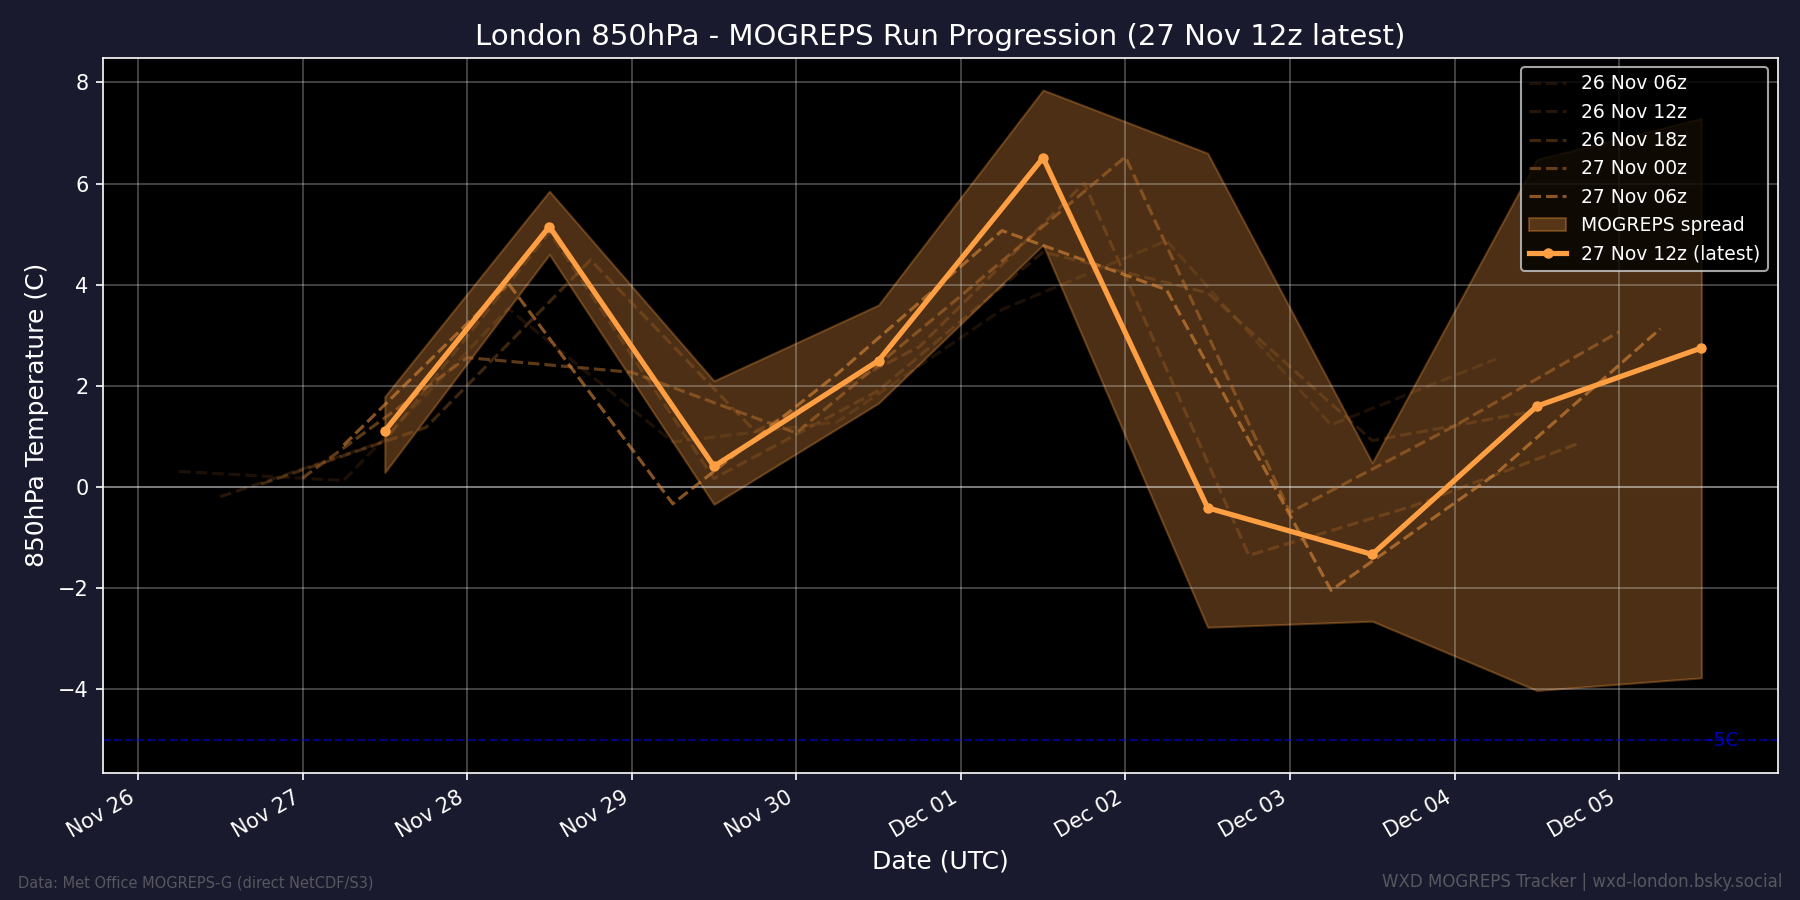 London 850hPa - MOGREPS Run Progression (27 Nov 12z latest)
26 Nov 06z
26 Nov 12z
26 Nov 18z
27 Nov 00z
27 Nov 06z
MOGREPS spread
27 Nov 12z (latest)
850hPa Temperature (C)
8
6
4
2
0
−2
−4
-5C
Nov 26
Nov 27
Nov 28
Nov 29
Nov 30
Dec 01
Dec 02
Dec 03
Dec 04
Dec 05
Date (UTC)
Data: Met Office MOGREPS-G (direct NetCDF/S3)
WXD MOGREPS Tracker | wxd-london.bsky.social